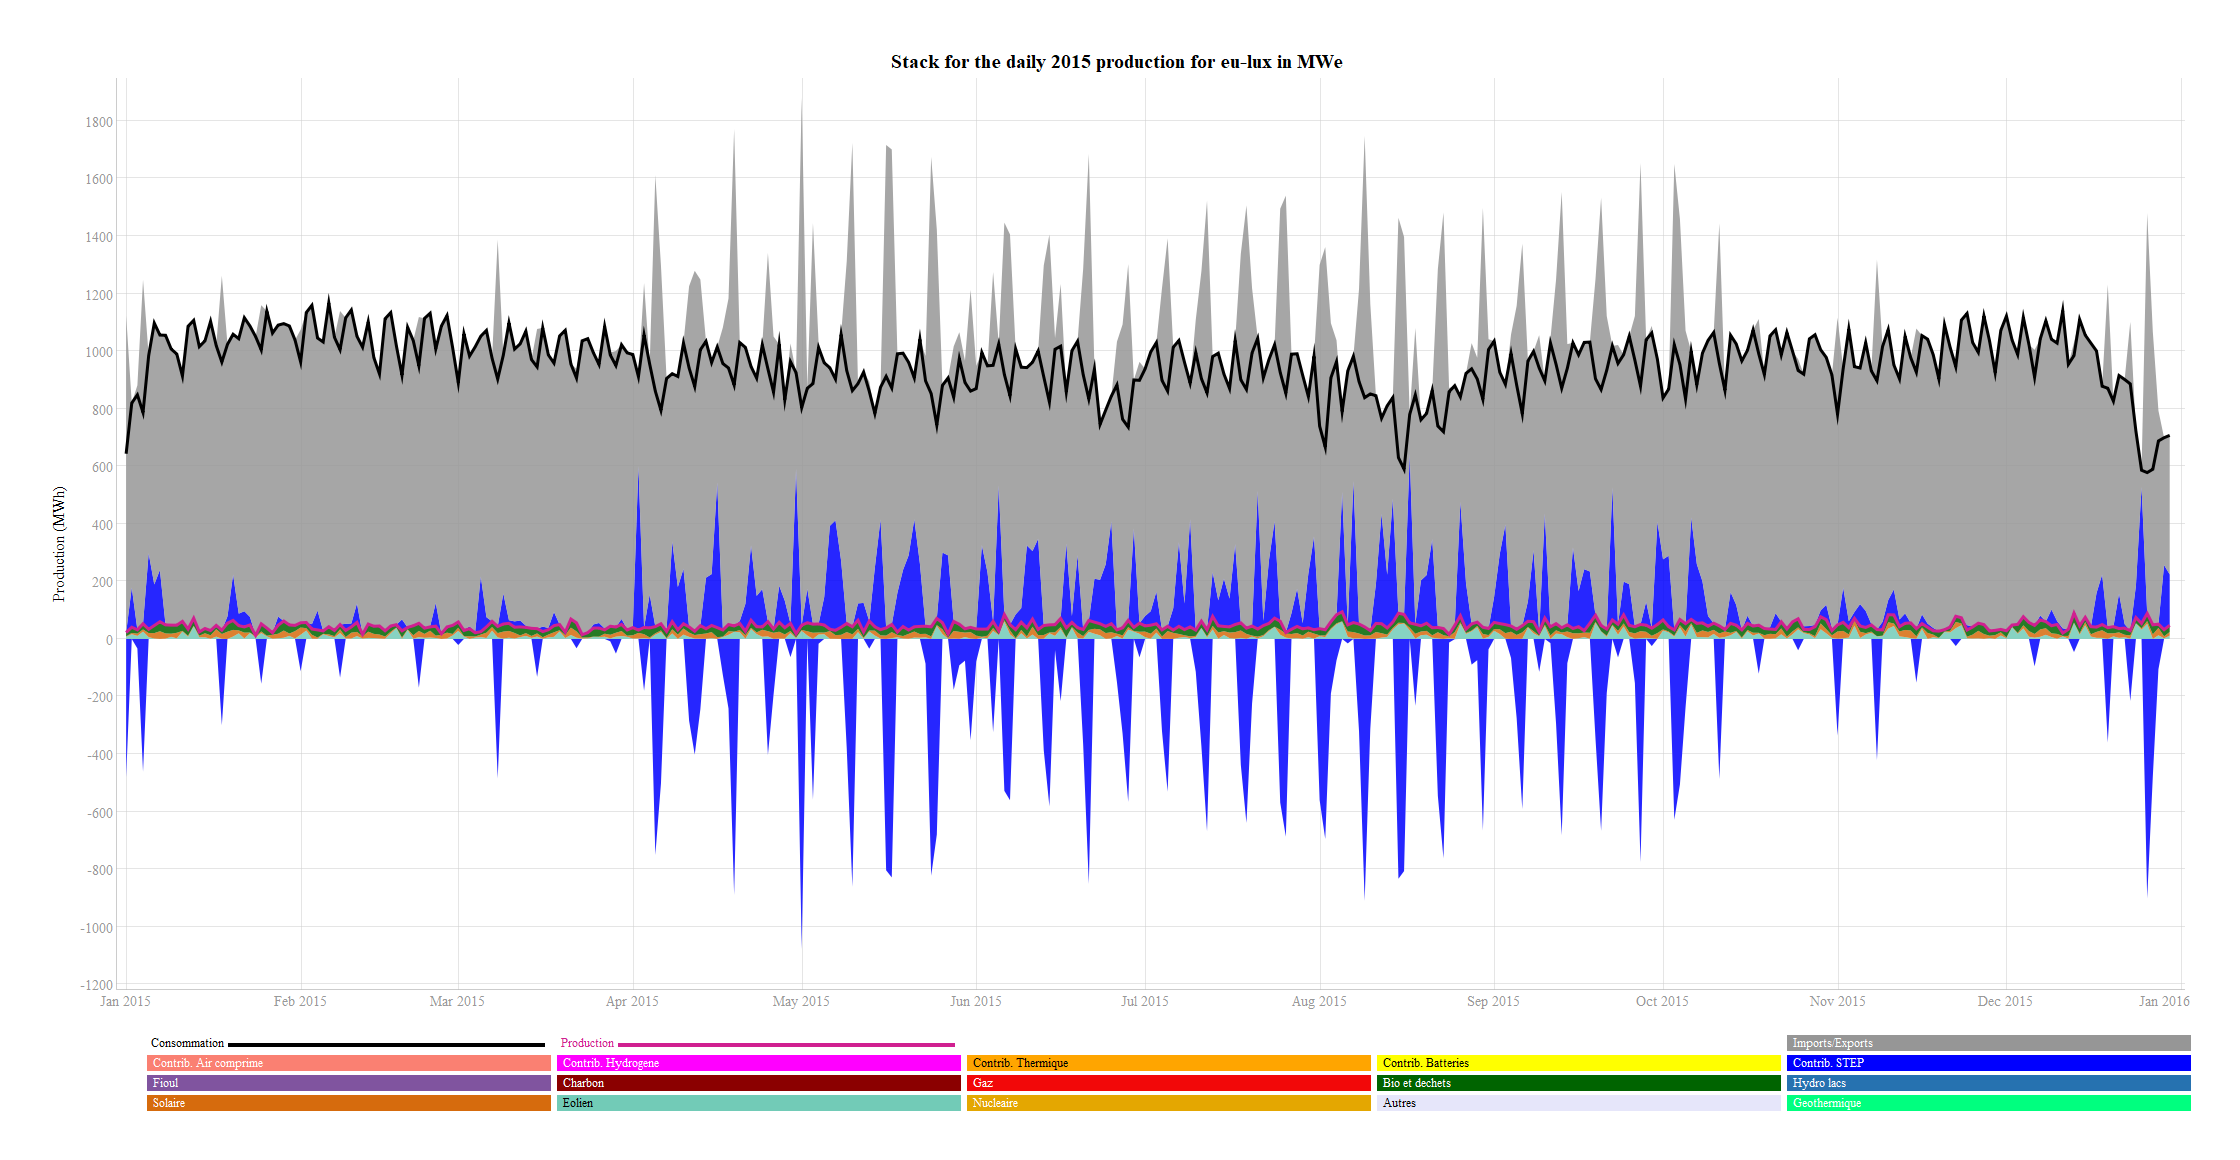 Stack for the daily 2015 production for eu-lux in MWe
Production (MWh)
1800
1600
1400
1200
1000
800
600
400
200
0
-200
-400
-600
-800
-1000
-1200
Jan 2015 Feb 2015 Mar 2015 Apr 2015 May 2015 Jun 2015 Jul 2015 Aug 2015 Sep 2015 Oct 2015 Nov 2015 Dec 2015 Jan 2016
Consommation Production Imports/Exports
Contrib. Air comprime Contrib. Hydrogene Contrib. Thermique Contrib. Batteries Contrib. STEP
Fioul Charbon Gaz Bio et dechets Hydro lacs
Solaire Eolien Nucleaire Autres Geothermique